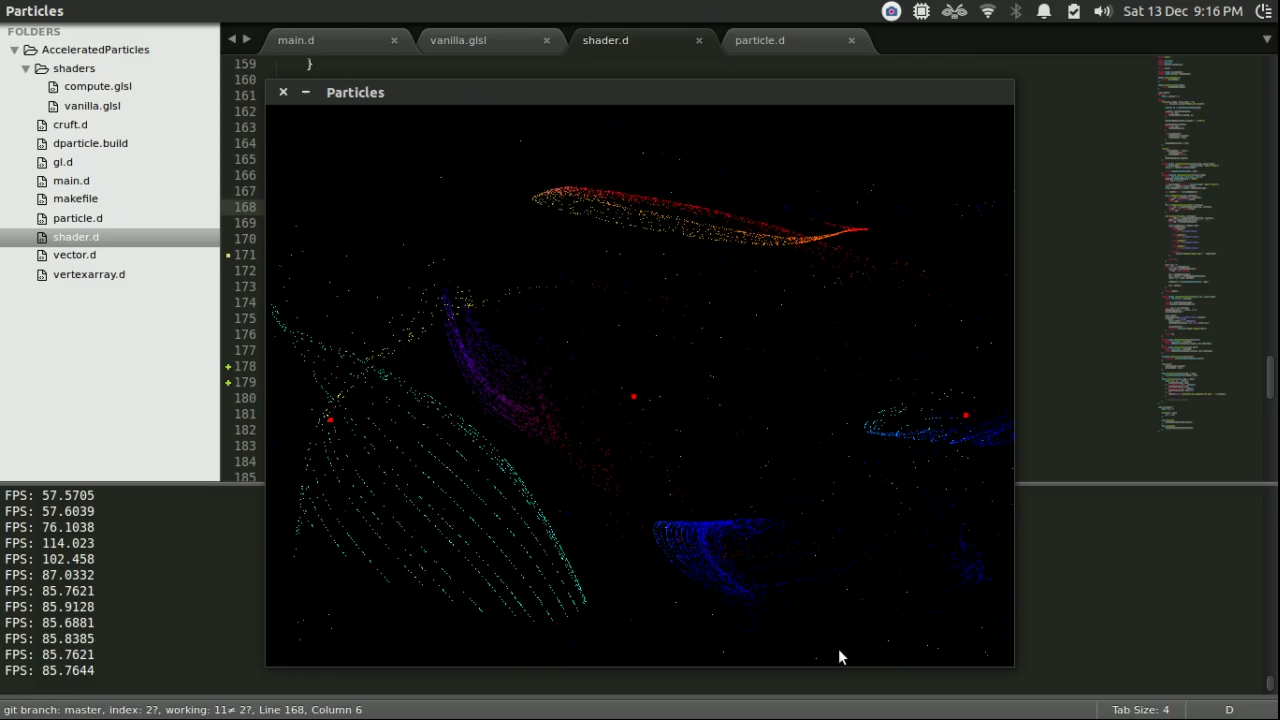 Particles
Sat 13 Dec 9:16 PM
FOLDERS
AcceleratedParticles
shaders
compute.glsl
vanilla.glsl
cruft.d
dparticle.build
gl.d
main.d
makefile
particle.d
shader.d
vector.d
vertexarray.d
main.d
vanilla.glsl
shader.d
particle.d
159 }
160
161
162
163
164
165
166
167
168
169
170
171
172
173
174
175
176
177
178
179
180
181
182
183
184
185
Particles
FPS: 57.5705
FPS: 57.6039
FPS: 76.1038
FPS: 114.023
FPS: 102.458
FPS: 87.0332
FPS: 85.7621
FPS: 85.9128
FPS: 85.6881
FPS: 85.8385
FPS: 85.7621
FPS: 85.7644
git branch: master, index: 2?, working: 11≠ 2?, Line 168, Column 6
Tab Size: 4
D